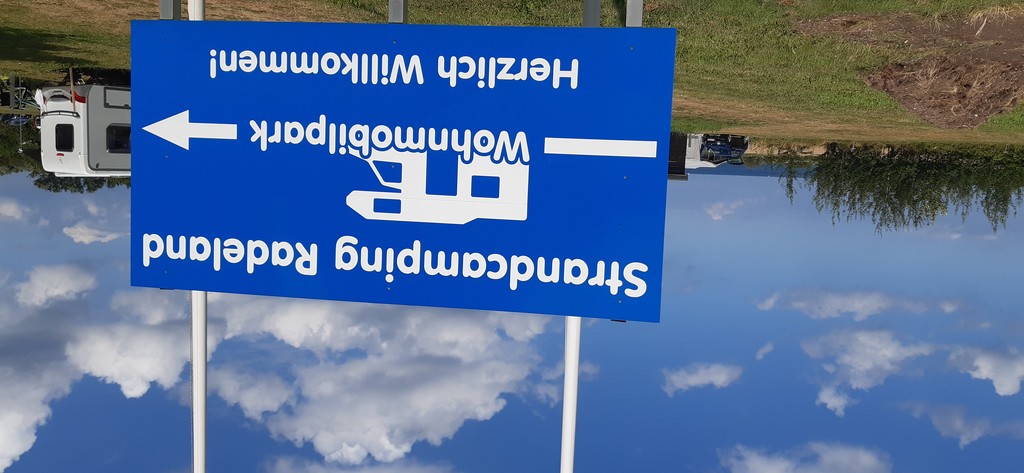 Strandcamping Radeland
Wohnmobilpark
Herzlich Willkommen!